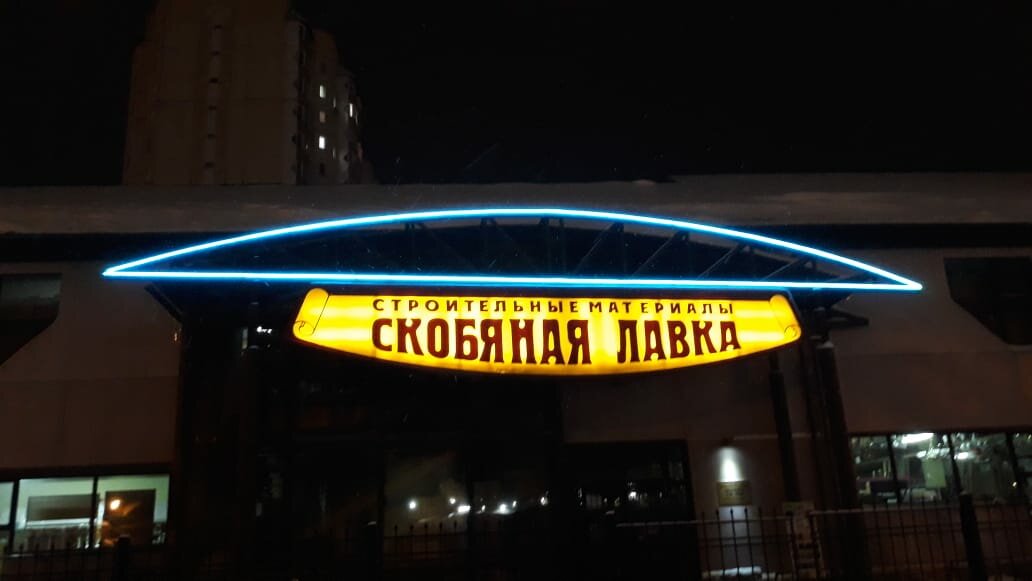 СТРОИТЕЛЬНЫЕ МАТЕРИАЛЫ
СКОБЯНАЯ ЛАВКА